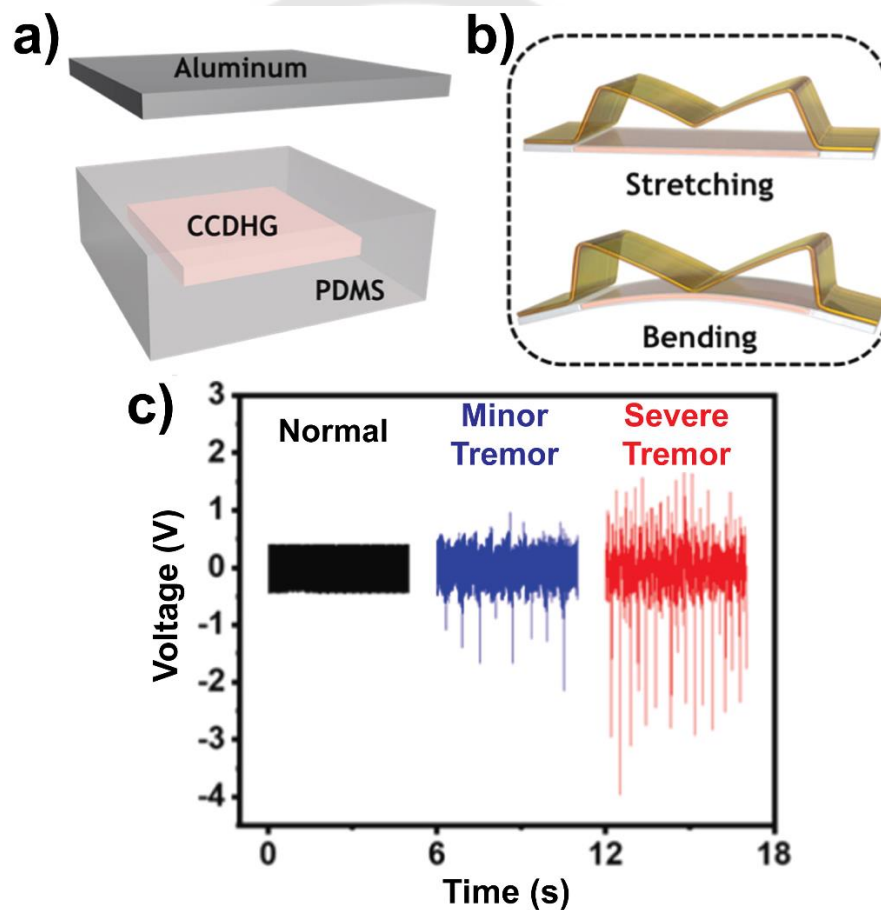 a)
Aluminum
CCDHG
PDMS
b)
Stretching
Bending
c)
Normal
Minor
Tremor
Severe
Tremor
3
2
1
0
-1
-2
-3
-4
Voltage (V)
0
6
12
18
Time (s)